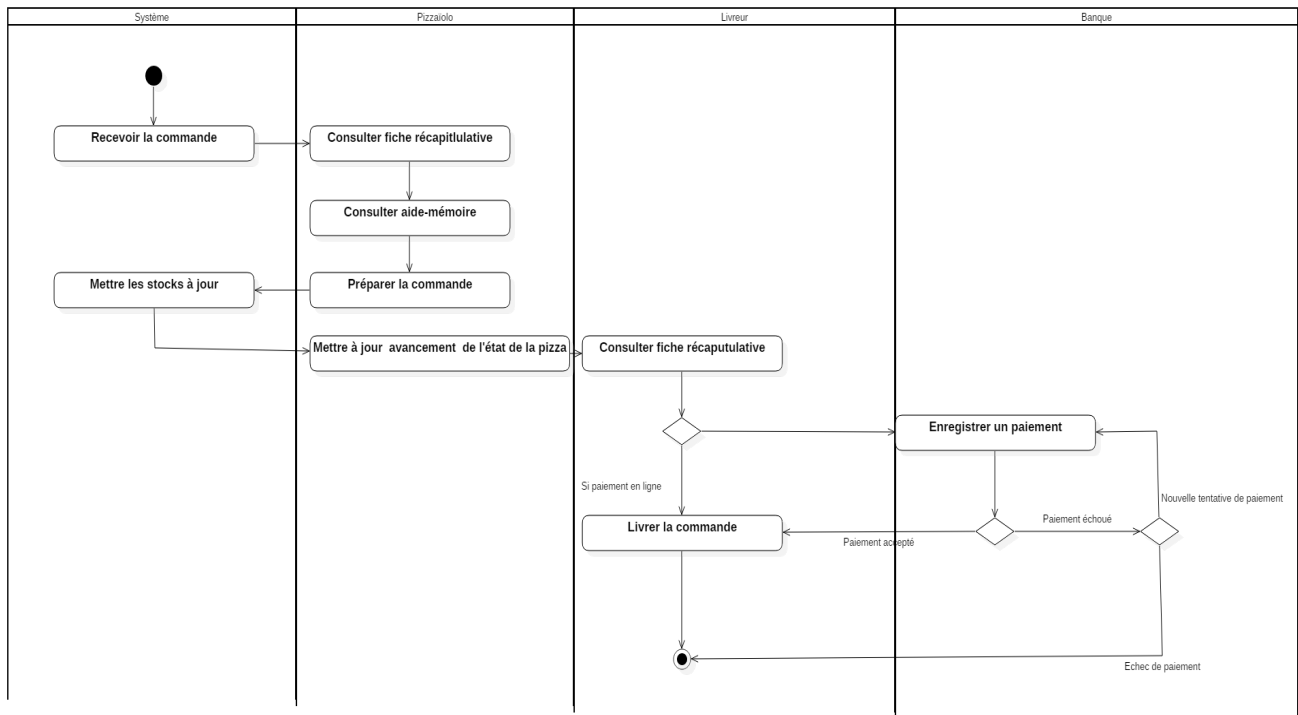 Système
Pizzaiolo
Livreur
Banque
Recevoir la commande
Consulter fiche récapitlulative
Consulter aide-mémoire
Mettre les stocks à jour
Préparer la commande
Mettre à jour avancement de l'état de la pizza
Consulter fiche récaputulative
Enregistrer un paiement
Si paiement en ligne
Nouvelle tentative de paiement
Livrer la commande
Paiement échoué
Paiement accepté
Echec de paiement